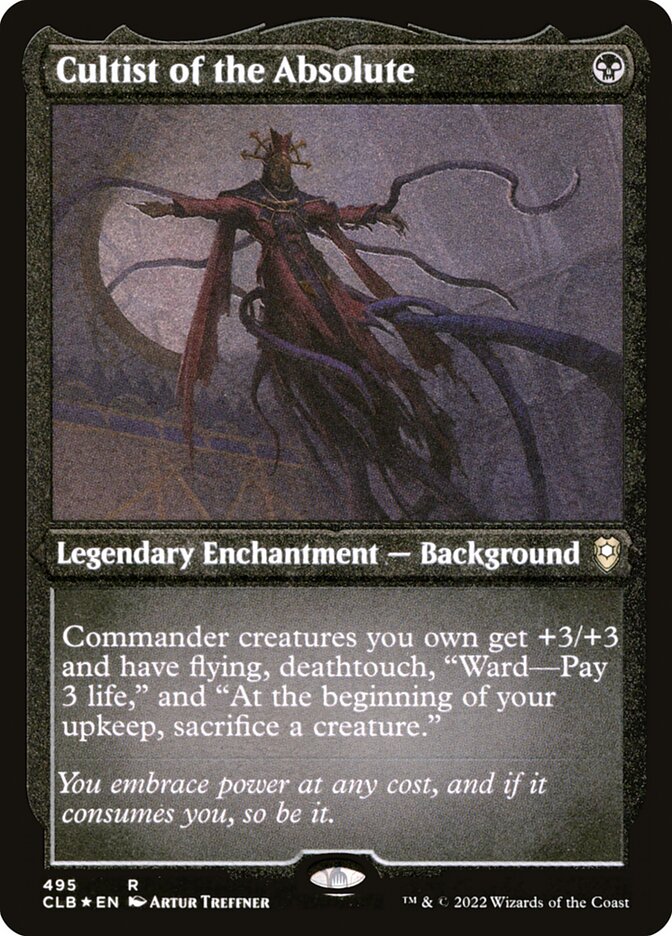 Cultist of the Absolute
Legendary Enchantment — Background
Commander creatures you own get +3/+3
and have flying, deathtouch, “Ward—Pay
3 life,” and “At the beginning of your
upkeep, sacrifice a creature.”
You embrace power at any cost, and if it
consumes you, so be it.
495 R
CLB ★ EN Artur Treffner
™ & © 2022 Wizards of the Coast